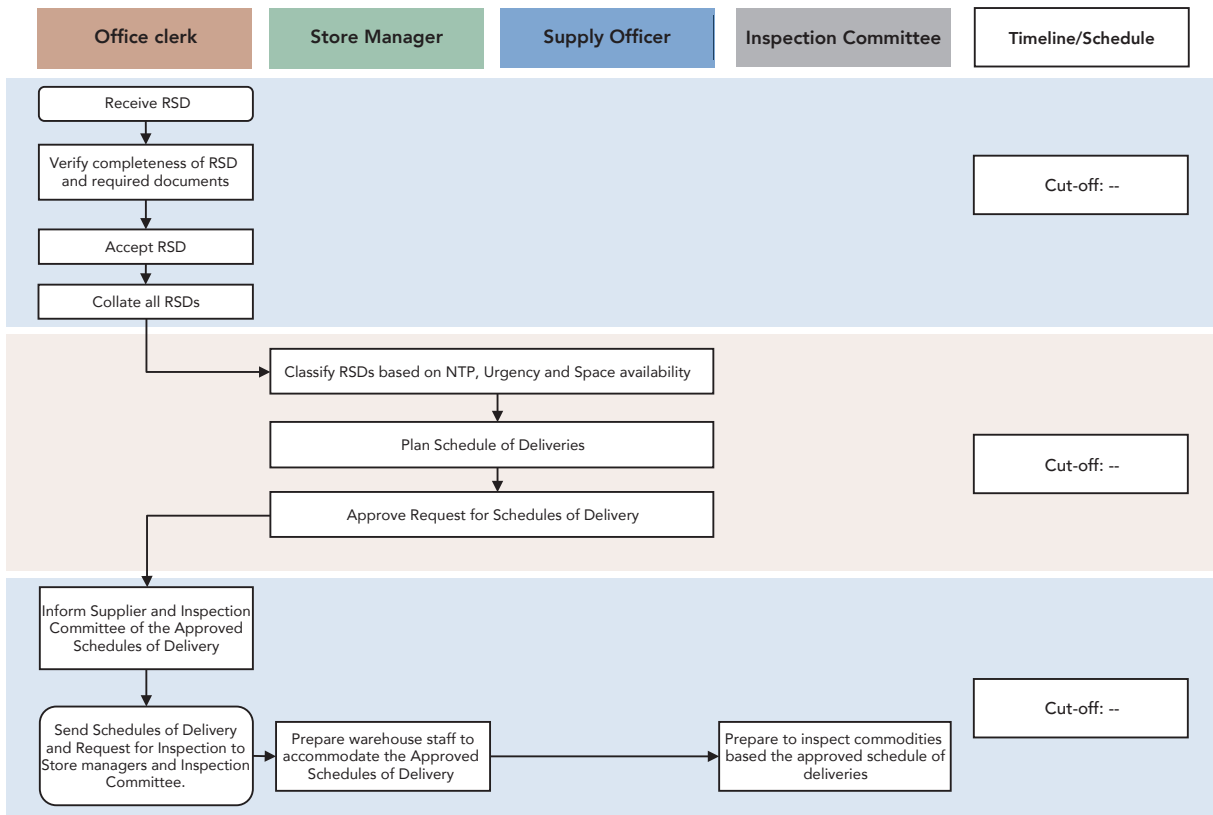 Office clerk
Store Manager
Supply Officer
Inspection Committee
Timeline/Schedule
Receive RSD
Verify completeness of RSD
and required documents
Accept RSD
Collate all RSDs
Cut-off: --
Classify RSDs based on NTP, Urgency and Space availability
Plan Schedule of Deliveries
Approve Request for Schedules of Delivery
Cut-off: --
Inform Supplier and Inspection
Committee of the Approved
Schedules of Delivery
Send Schedules of Delivery
and Request for Inspection to
Store managers and Inspection
Committee.
Prepare warehouse staff to
accommodate the Approved
Schedules of Delivery
Prepare to inspect commodities
based the approved schedule of
deliveries
Cut-off: --